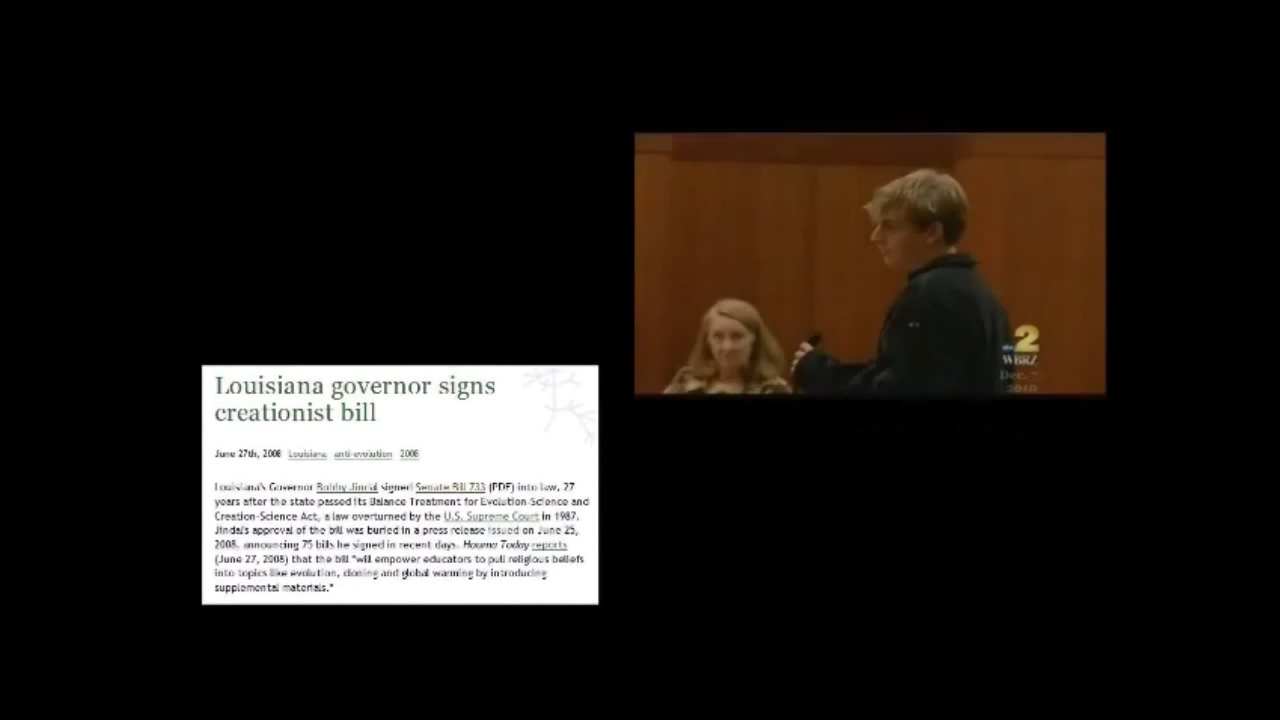 Louisiana governor signs
creationist bill
June 27th, 2008 Louisiana anti-evolution 2008
Louisiana's Governor Bobby Jindal signed Senate Bill 733 (PDF) into law, 27
years after the state passed its Balance Treatment for Evolution-Science and
Creation-Science Act, a law overturned by the U.S. Supreme Court in 1987.
Jindal's approval of the bill was buried in a press release issued on June 25,
2008, announcing 75 bills he signed in recent days. Houma Today reports
(June 27, 2008) that the bill "will empower educators to pull religious beliefs
into topics like evolution, cloning and global warming by introducing
supplemental materials."
abc 2
WBRZ
Dec. 7
2010